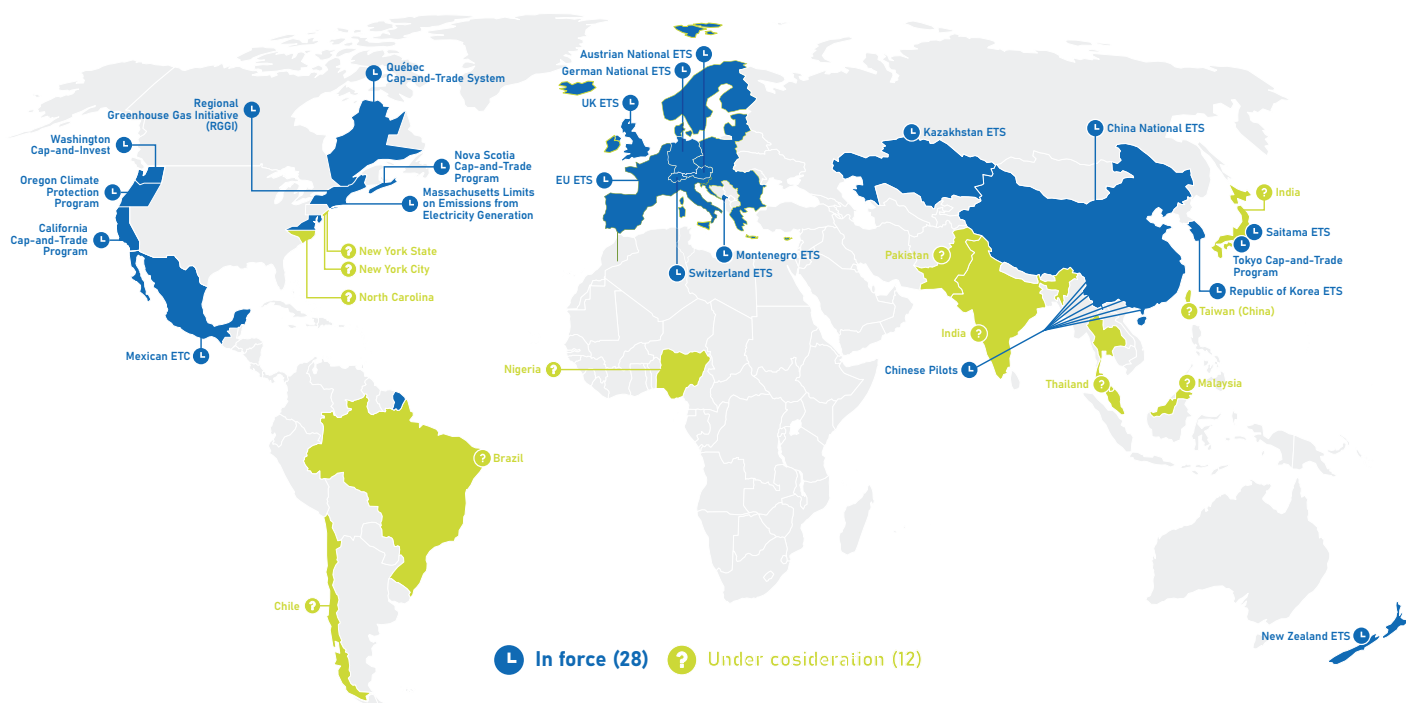 Québec
Cap-and-Trade System
Regional
Greenhouse Gas Initiative
(RGGI)
Washington
Cap-and-Invest
Oregon Climate
Protection
Program
California
Cap-and-Trade
Program
Nova Scotia
Cap-and-Trade
Program
Massachusetts Limits
on Emissions from
Electricity Generation
? New York State
? New York City
? North Carolina
Mexican ETC
Austrian National ETS
German National ETS
UK ETS
EU ETS
Montenegro ETS
Switzerland ETS
Kazakhstan ETS
China National ETS
? India
Saitama ETS
Tokyo Cap-and-Trade
Program
Republic of Korea ETS
? Taiwan (China)
Pakistan ?
India ?
Chinese Pilots
Thailand ?
? Malaysia
Nigeria ?
? Brazil
Chile ?
New Zealand ETS
In force (28)
? Under cosideration (12)